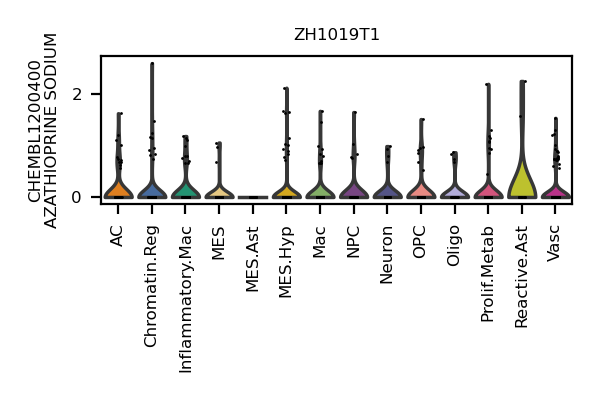 ZH1019T1
CHEMBL1200400
AZATHIOPRINE SODIUM
2
0
AC
Chromatin.Reg
Inflammatory.Mac
MES
MES.Ast
MES.Hyp
Mac
NPC
Neuron
OPC
Oligo
Prolif.Metab
Reactive.Ast
Vasc